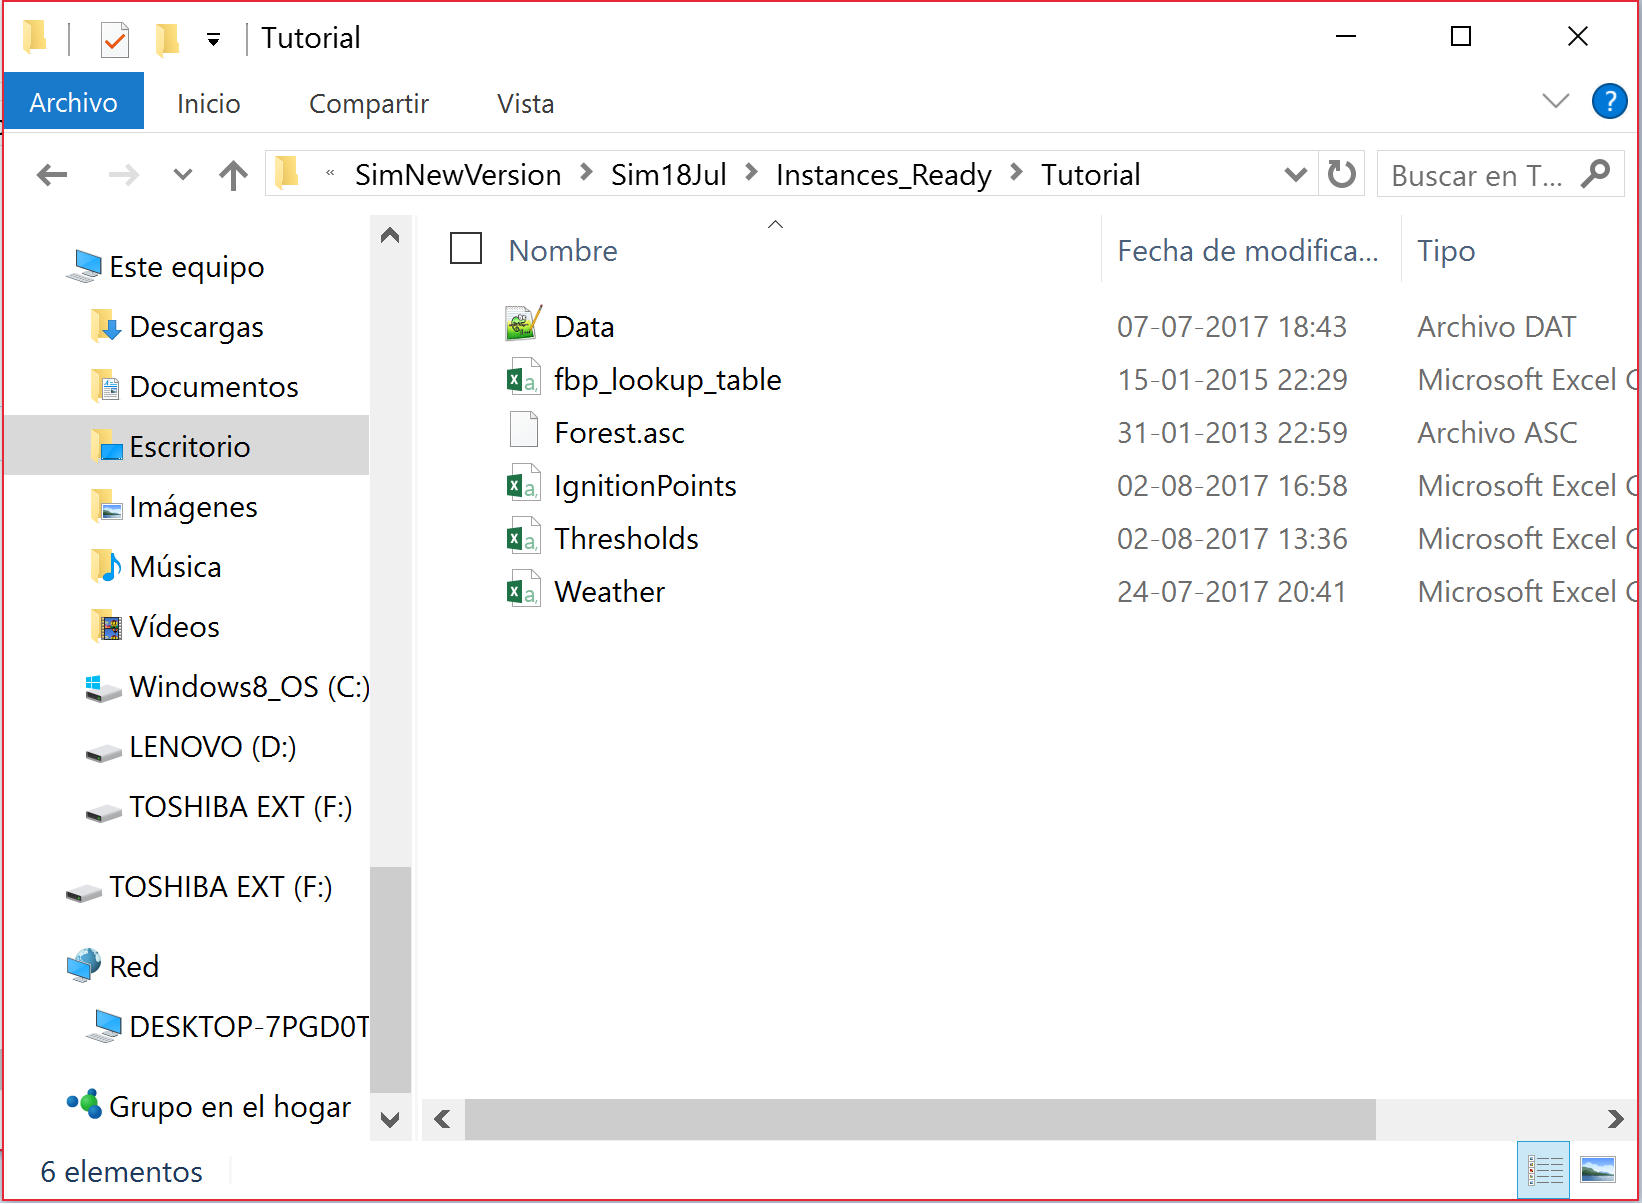 Tutorial
Archivo Inicio Compartir Vista
« SimNewVersion > Sim18Jul > Instances_Ready > Tutorial Buscar en T...
Este equipo
Descargas
Documentos
Escritorio
Imágenes
Música
Vídeos
Windows8_OS (C:)
LENOVO (D:)
TOSHIBA EXT (F:)
TOSHIBA EXT (F:)
Red
DESKTOP-7PGD0T
Grupo en el hogar
Nombre Fecha de modifica... Tipo
Data 07-07-2017 18:43 Archivo DAT
fbp_lookup_table 15-01-2015 22:29 Microsoft Excel C
Forest.asc 31-01-2013 22:59 Archivo ASC
IgnitionPoints 02-08-2017 16:58 Microsoft Excel C
Thresholds 02-08-2017 13:36 Microsoft Excel C
Weather 24-07-2017 20:41 Microsoft Excel C
6 elementos